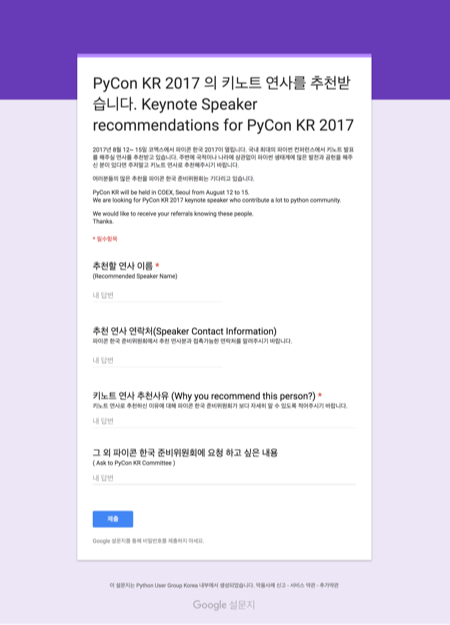 PyCon KR 2017 의 키노트 연사를 추천받
습니다. Keynote Speaker
recommendations for PyCon KR 2017
2017년 8월 12~ 15일 코엑스에서 파이콘 한국 2017이 열립니다. 국내 최대의 파이썬 컨퍼런스에서 키노트 발표
를 해주실 연사를 추천받고 있습니다. 주변에 국적이나 나라에 상관없이 파이썬 생태계에 많은 발전과 공헌을 해주
신 분이 있다면 주저말고 키노트 연사로 추천해주시기 바랍니다.
여러분들의 많은 추천을 파이콘 한국 준비위원회는 기다리고 있습니다.
PyCon KR will be held in COEX, Seoul from August 12 to 15.
We are looking for PyCon KR 2017 keynote speaker who contribute a lot to python community.
We would like to receive your referrals knowing these people.
Thanks.
* 필수항목
추천할 연사 이름 *
(Recommended Speaker Name)
내 답변
추천 연사 연락처(Speaker Contact Information)
파이콘 한국 준비위원회에서 추천 연사분과 접촉가능한 연락처를 알려주시기 바랍니다.
내 답변
키노트 연사 추천사유 (Why you recommend this person?) *
키노트 연사로 추천하신 이유에 대해 파이콘 한국 준비위원회가 보다 자세히 알 수 있도록 적어주시기 바랍니다.
내 답변
그 외 파이콘 한국 준비위원회에 요청 하고 싶은 내용
( Ask to PyCon KR Committee )
내 답변
제출
Google 설문지를 통해 비밀번호를 제출하지 마세요.
이 설문지는 Python User Group Korea 내부에서 생성되었습니다. 악용사례 신고 - 서비스 약관 - 추가약관
Google 설문지